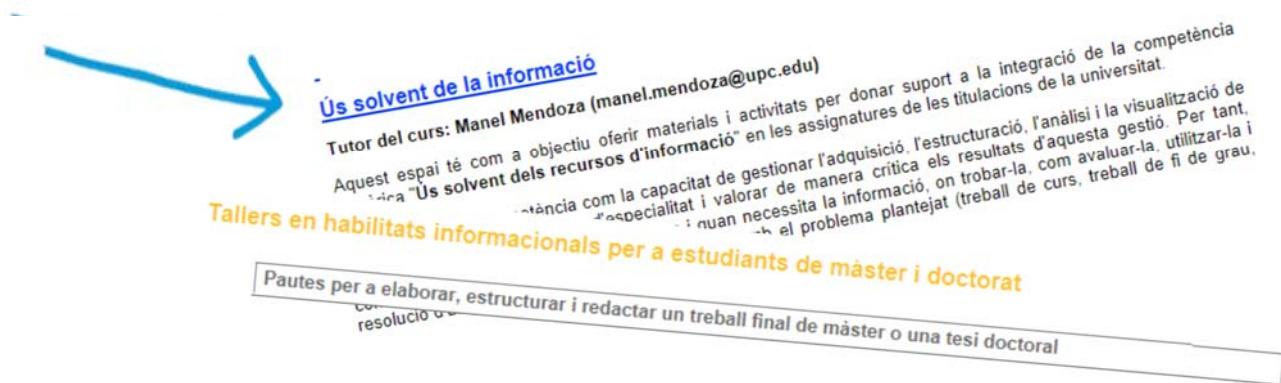 Ús solvent de la informació
Tutor del curs: Manel Mendoza (manel.mendoza@upc.edu)
Aquest espai té com a objectiu oferir materials i activitats per donar suport a la integració de la competència
"Ús solvent dels recursos d'informació" en les assignatures de les titulacions de la universitat.
com la capacitat de gestionar l'adquisició, l'estructuració, l'anàlisi i la visualització de
d'especialitat i valorar de manera crítica els resultats d'aquesta gestió. Per tant,
i quan necessita la informació, on trobar-la, com avaluar-la, utilitzar-la i
el problema plantejat (treball de curs, treball de fi de grau,
Tallers en habilitats informacionals per a estudiants de màster i doctorat
Pautes per a elaborar, estructurar i redactar un treball final de màster o una tesi doctoral
resolució